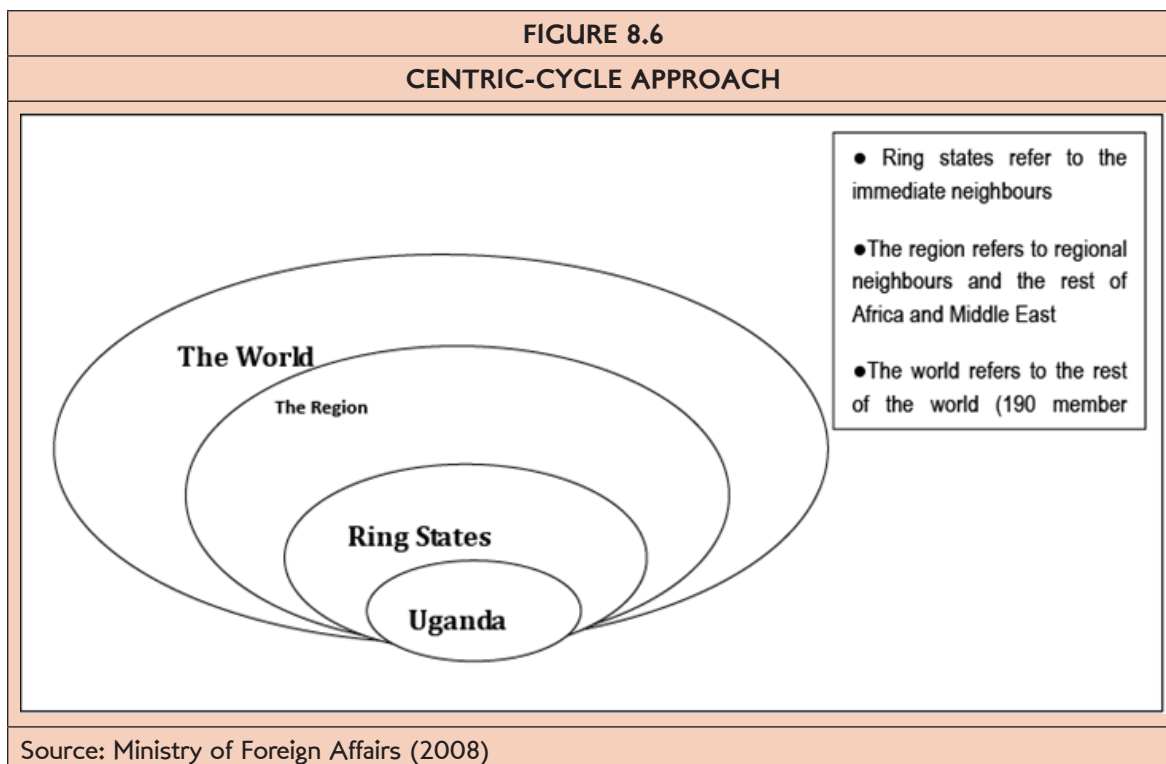 FIGURE 8.6
CENTRIC-CYCLE APPROACH
● Ring states refer to the
immediate neighbours
●The region refers to regional
neighbours and the rest of
Africa and Middle East
●The world refers to the rest
of the world (190 member
The World
The Region
Ring States
Uganda
Source: Ministry of Foreign Affairs (2008)